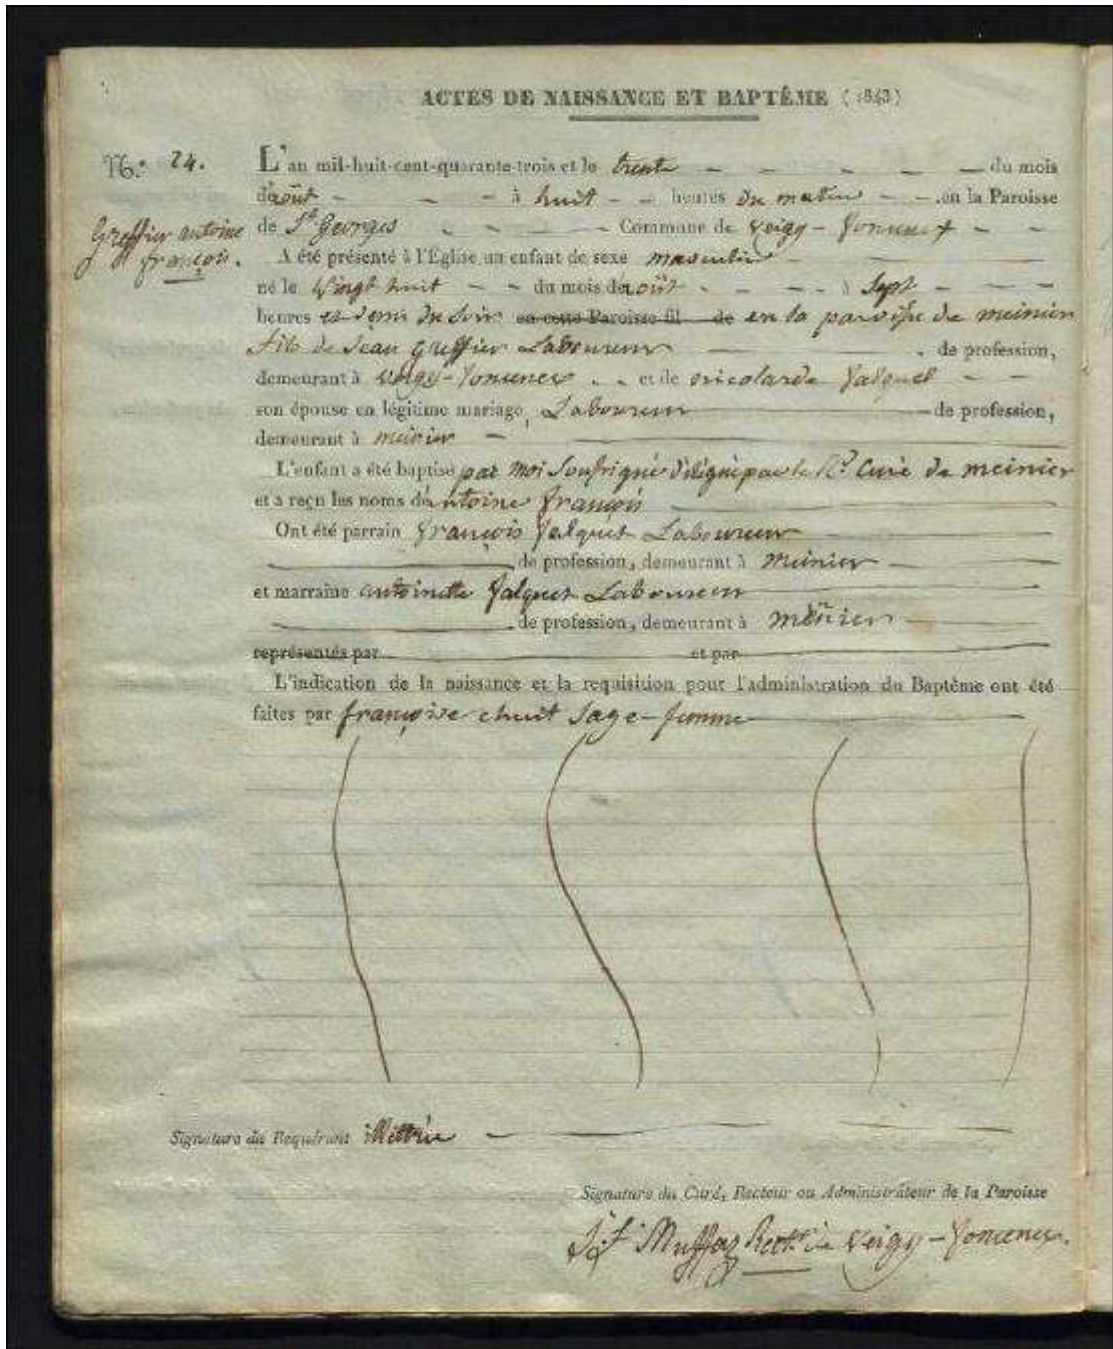 ACTES DE NAISSANCE ET BAPTÊME (1843)
N.º 24.
Greffier antoine
françois.
L'an mil-huit-cent-quarante-trois et le trente du mois
d'août à huit heures du matin en la Paroisse
de St Georges Commune de Veigy-Foncenex
A été présenté à l'Église un enfant de sexe masculin
né le vingt huit du mois d'août à Sept
heures et demi du soir en cette Paroisse fil de en la paroisse de meinier
fils de Jean greffier Laboureur de profession,
demeurant à Veigy-Foncenex et de nicolarde falquet
son épouse en légitime mariage, Laboureur de profession,
demeurant à meinier
L'enfant a été baptisé par moi soussigné délégué par le Rd. Curé de meinier
et a reçu les noms d'antoine françois
Ont été parrain françois falquet Laboureur
de profession, demeurant à meinier
et marraine antoinette falquet Laboureur
de profession, demeurant à meinier
représentés par et par
L'indication de la naissance et la requisition pour l'administration du Baptême ont été
faites par françoise chuit sage-femme
Signature du Requérant illettrée
Signature du Curé, Recteur ou Administrateur de la Paroisse
Muffaz Rectr de Veigy-Foncenex.